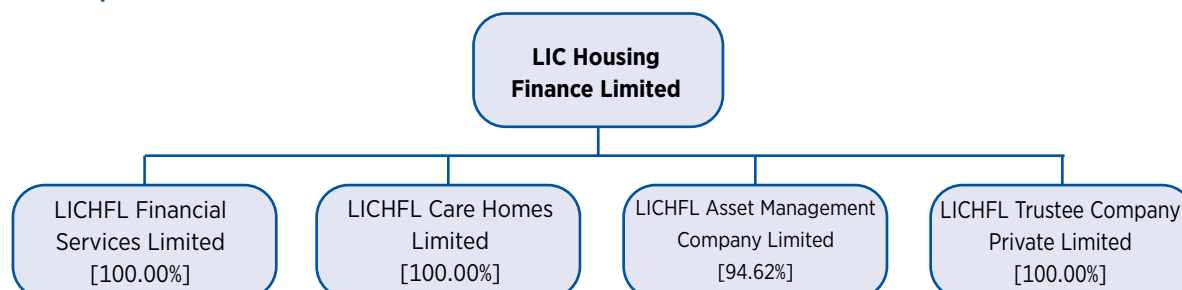 LIC Housing
Finance Limited
LICHFL Financial
Services Limited
[100.00%]
LICHFL Care Homes
Limited
[100.00%]
LICHFL Asset Management
Company Limited
[94.62%]
LICHFL Trustee Company
Private Limited
[100.00%]